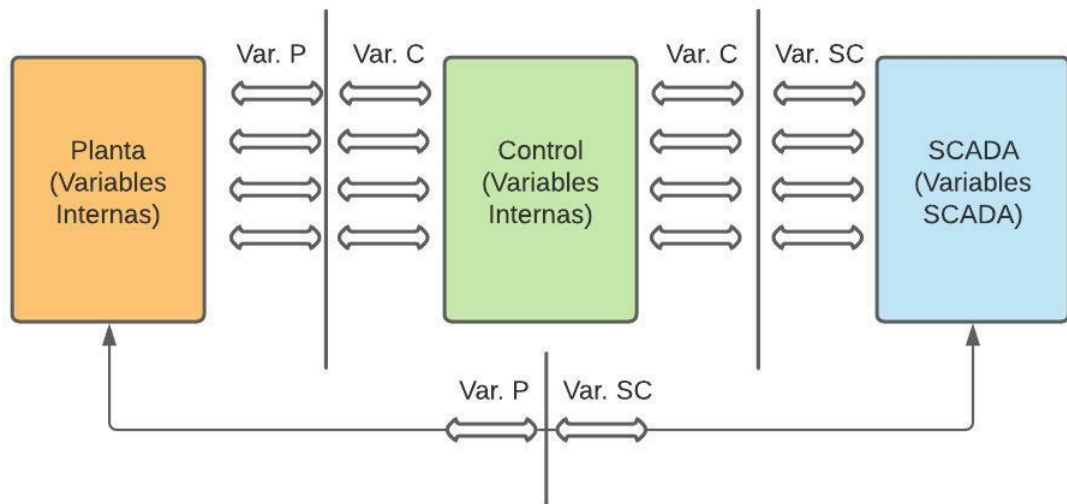 Var. P
Var. C
Var. C
Var. SC
Planta
(Variables
Internas)
Control
(Variables
Internas)
SCADA
(Variables
SCADA)
Var. P
Var. SC